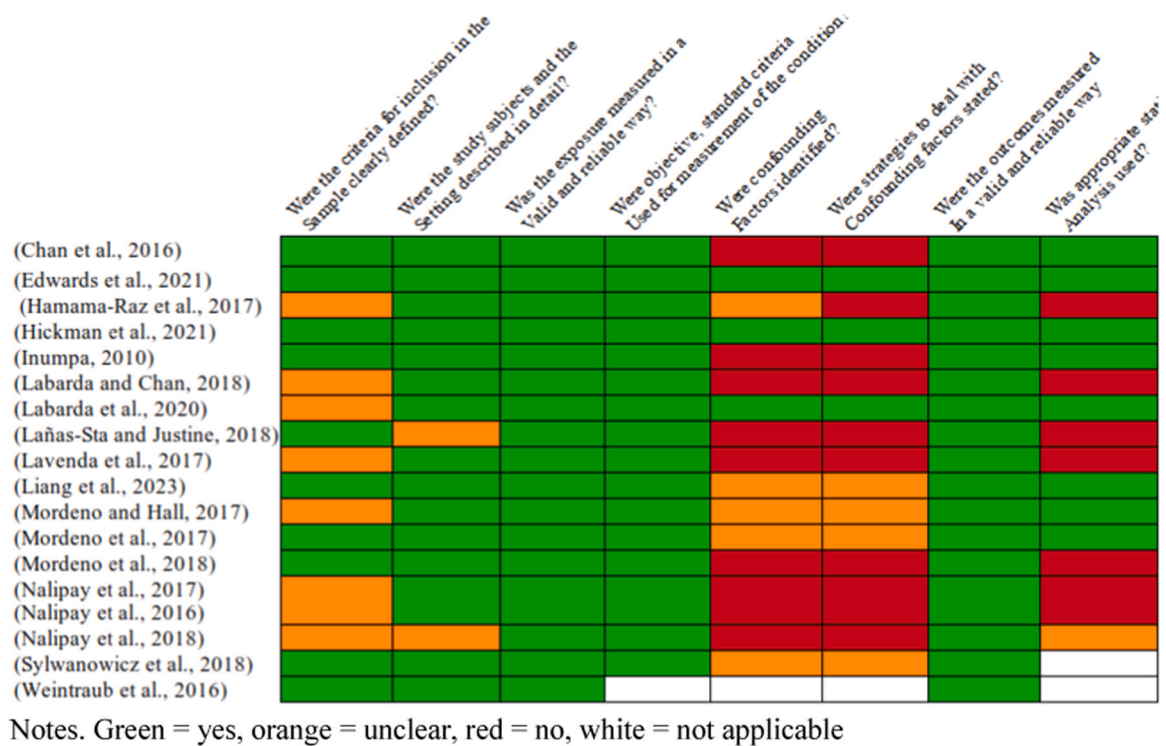 Were the criteria for inclusion in the
Sample clearly defined?
Were the study subjects and the
Setting described in detail?
Was the exposure measured in a
Valid and reliable way?
Were objective, standard criteria
Used for measurement of the condition?
Were confounding
Factors identified?
Were strategies to deal with
Confounding factors stated?
Were the outcomes measured
In a valid and reliable way
Was appropriate
Analysis used?
(Chan et al., 2016)
(Edwards et al., 2021)
(Hamama-Raz et al., 2017)
(Hickman et al., 2021)
(Inumpa, 2010)
(Labarda and Chan, 2018)
(Labarda et al., 2020)
(Lañas-Sta and Justine, 2018)
(Lavenda et al., 2017)
(Liang et al., 2023)
(Mordeno and Hall, 2017)
(Mordeno et al., 2017)
(Mordeno et al., 2018)
(Nalipay et al., 2017)
(Nalipay et al., 2016)
(Nalipay et al., 2018)
(Sylwanowicz et al., 2018)
(Weintraub et al., 2016)
Notes. Green = yes, orange = unclear, red = no, white = not applicable